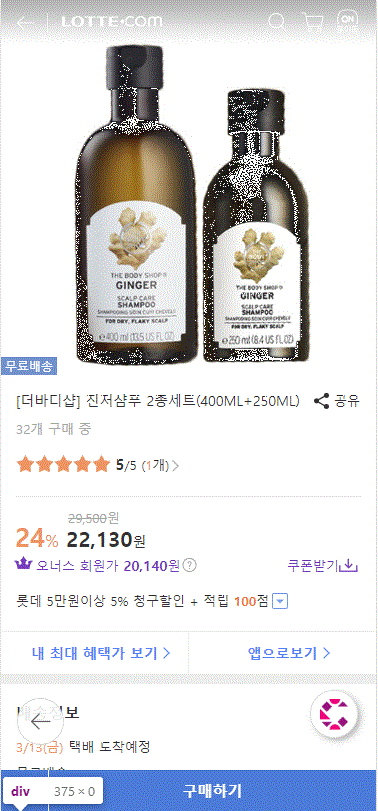 LOTTE.COM
ON
THE BODY SHOP®
GINGER
SCALP CARE
SHAMPOO
SHAMPOOING SOIN CUIR CHEVELU
FOR DRY, FLAKY SCALP
℮400 ml (13.5 US FL.OZ)
THE BODY SHOP®
GINGER
SCALP CARE
SHAMPOO
SHAMPOOING SOIN CUIR CHEVELU
FOR DRY, FLAKY SCALP
℮250 ml (8.4 US FL.OZ)
무료배송
[더바디샵] 진저샴푸 2종세트(400ML+250ML) 공유
32개 구매 중
5/5 (1개)
29,500원
24% 22,130원
오너스 회원가 20,140원 ? 쿠폰받기
롯데 5만원이상 5% 청구할인 + 적립 100점
내 최대 혜택가 보기 앱으로보기
배송정보
3/13(금) 택배 도착예정
무료배송
구매하기
div 375 × 0